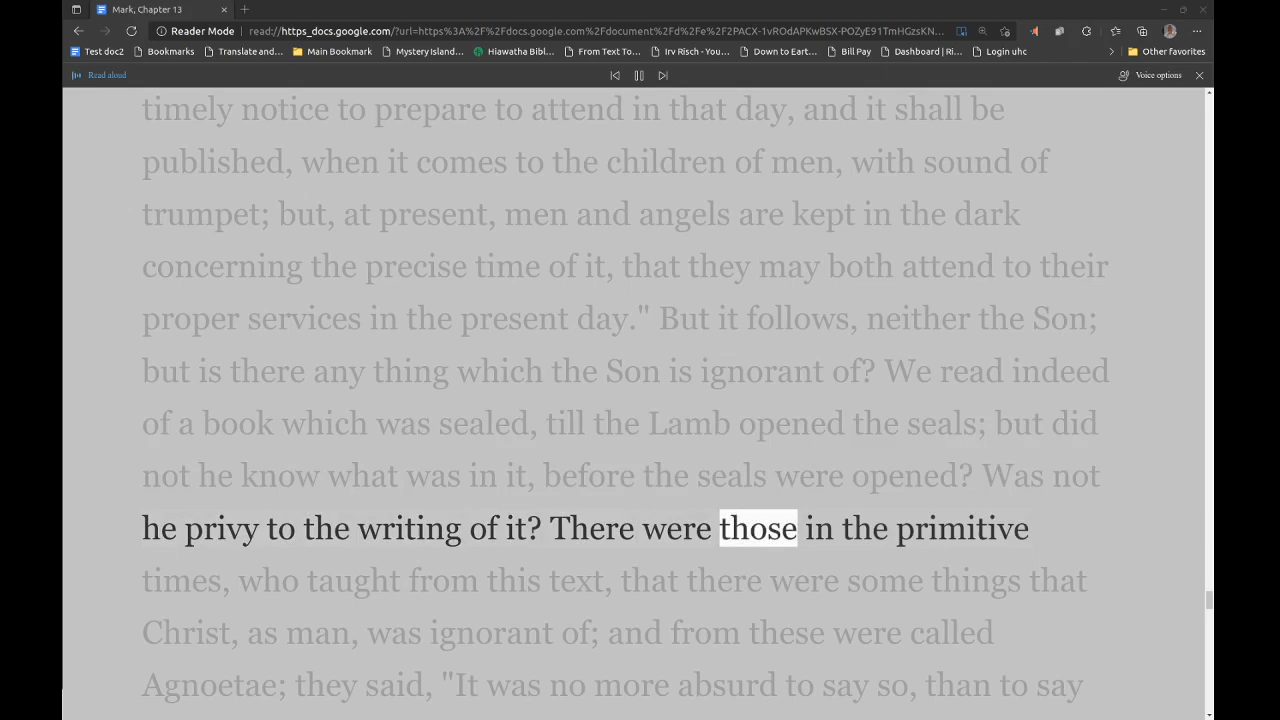 Mark, Chapter 13
Reader Mode
read://https_docs.google.com/?url=https%3A%2F%2Fdocs.google.com%2Fdocument%2Fd%2Fe%2F2PACX-1vROdAPKwBSX-POZyE91TmHGzsKN...
Test doc2 Bookmarks Translate and... Main Bookmark Mystery Island... Hiawatha Bibl... From Text To... Irv Risch - You... Down to Eart... Bill Pay Dashboard | Ri... Login uhc Other favorites
Read aloud Voice options
timely notice to prepare to attend in that day, and it shall be
published, when it comes to the children of men, with sound of
trumpet; but, at present, men and angels are kept in the dark
concerning the precise time of it, that they may both attend to their
proper services in the present day." But it follows, neither the Son;
but is there any thing which the Son is ignorant of? We read indeed
of a book which was sealed, till the Lamb opened the seals; but did
not he know what was in it, before the seals were opened? Was not
he privy to the writing of it? There were those in the primitive
times, who taught from this text, that there were some things that
Christ, as man, was ignorant of; and from these were called
Agnoetae; they said, "It was no more absurd to say so, than to say